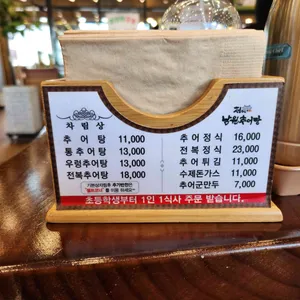 차림상
추어탕 11,000
통추어탕 13,000
우렁추어탕 13,000
전복추어탕 18,000
남원추어탕
추어정식 16,000
전복정식 23,000
추어튀김 11,000
수제돈가스 11,000
추어군만두 7,000
초등학생부터 1인 1식사 주문 받습니다.